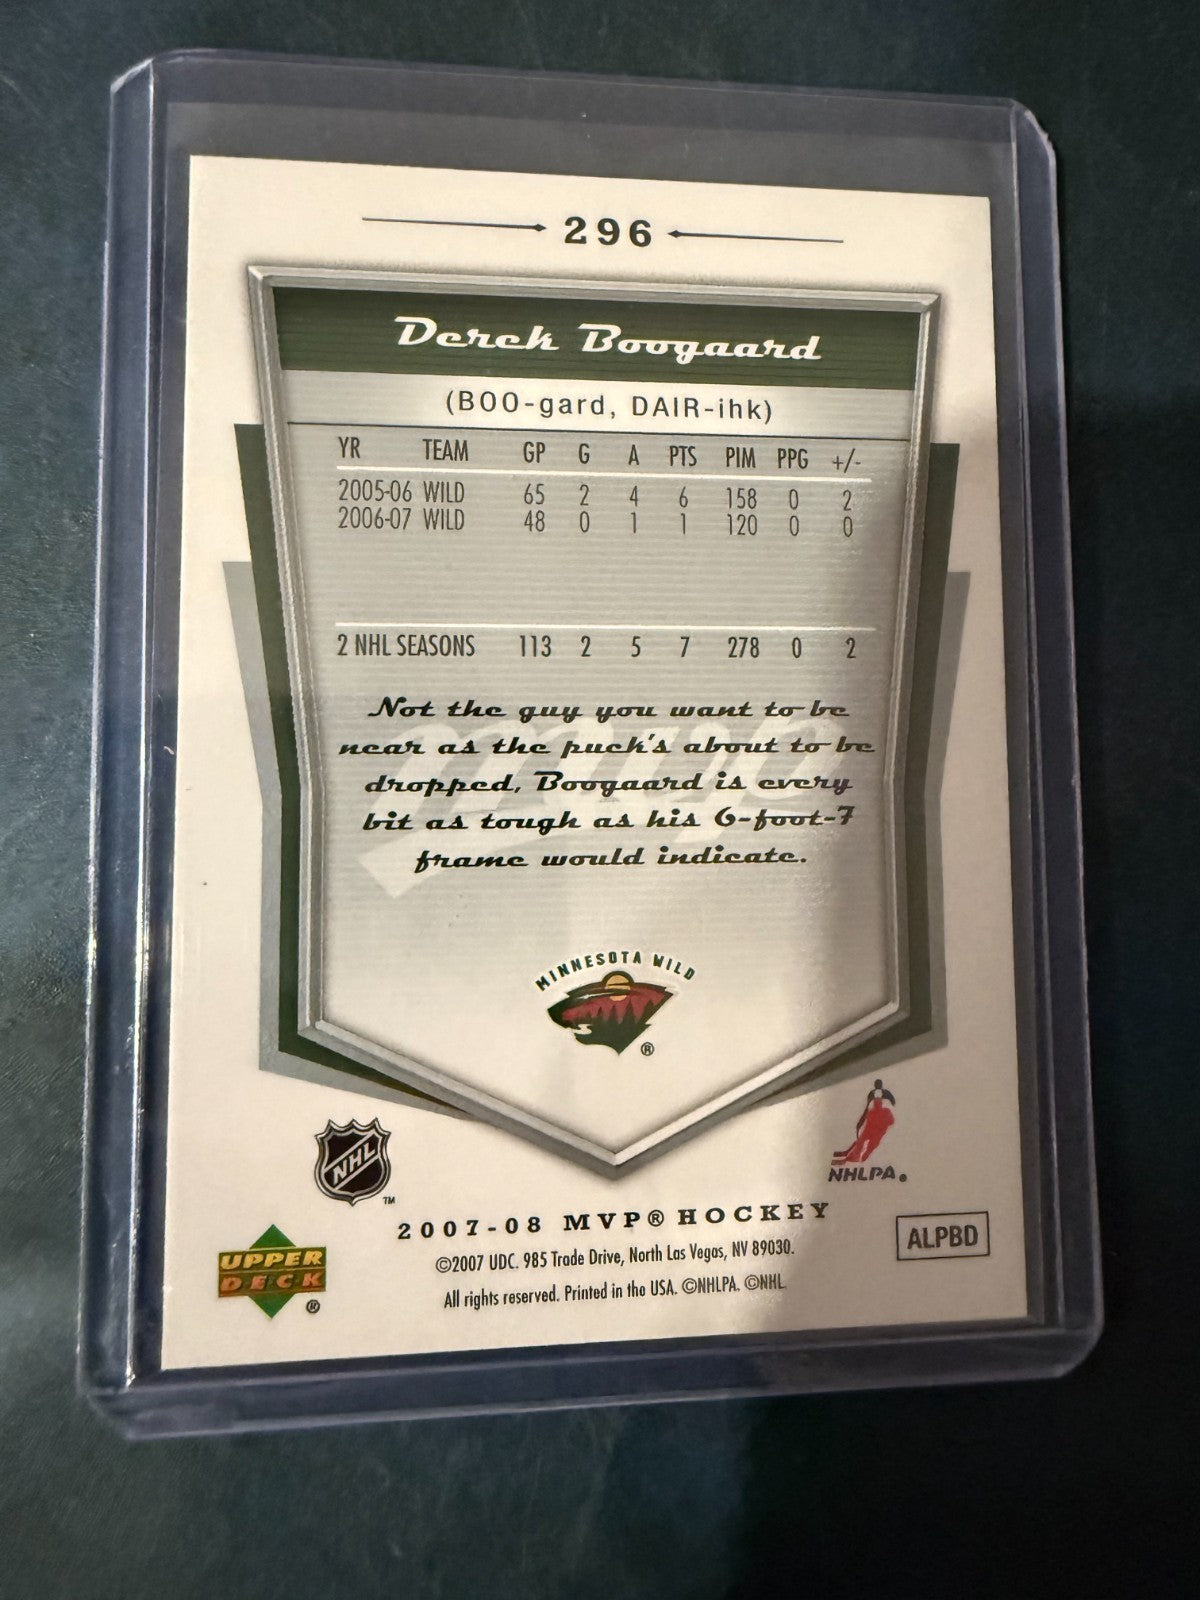 296
Derek Boogaard
(BOO-gard, DAIR-ihk)
YR TEAM GP G A PTS PIM PPG +/-
2005-06 WILD 65 2 4 6 158 0 2
2006-07 WILD 48 0 1 1 120 0 0
2 NHL SEASONS 113 2 5 7 278 0 2
Not the guy you want to be
near as the puck's about to be
dropped, Boogaard is every
bit as tough as his 6-foot-7
frame would indicate.
mvp
MINNESOTA WILD
®
NHL
TM
NHLPA®
2007-08 MVP® HOCKEY
UPPER
DECK
®
©2007 UDC. 985 Trade Drive, North Las Vegas, NV 89030.
All rights reserved. Printed in the USA. ©NHLPA. ©NHL.
ALPBD